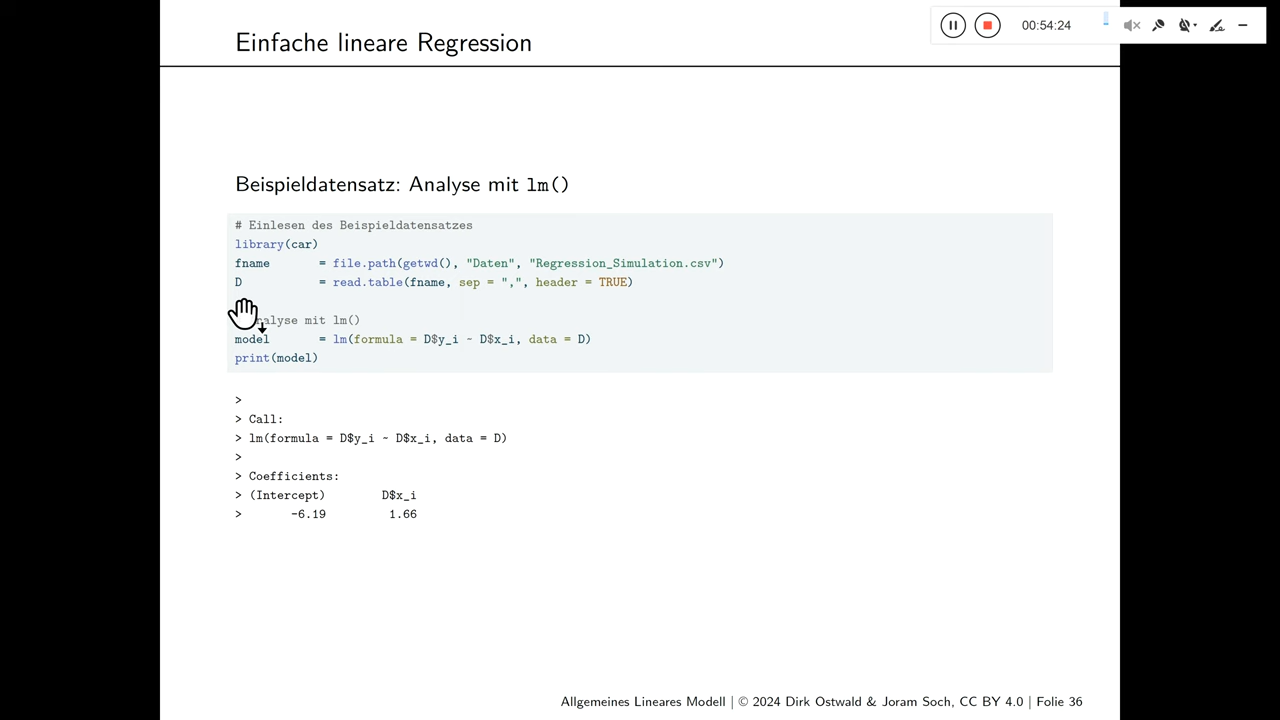 00:54:24
Einfache lineare Regression
Beispieldatensatz: Analyse mit lm()
# Einlesen des Beispieldatensatzes
library(car)
fname = file.path(getwd(), "Daten", "Regression_Simulation.csv")
D = read.table(fname, sep = ",", header = TRUE)
nalyse mit lm()
model = lm(formula = D$y_i ~ D$x_i, data = D)
print(model)
>
> Call:
> lm(formula = D$y_i ~ D$x_i, data = D)
>
> Coefficients:
> (Intercept) D$x_i
> -6.19 1.66
Allgemeines Lineares Modell | © 2024 Dirk Ostwald & Joram Soch, CC BY 4.0 | Folie 36